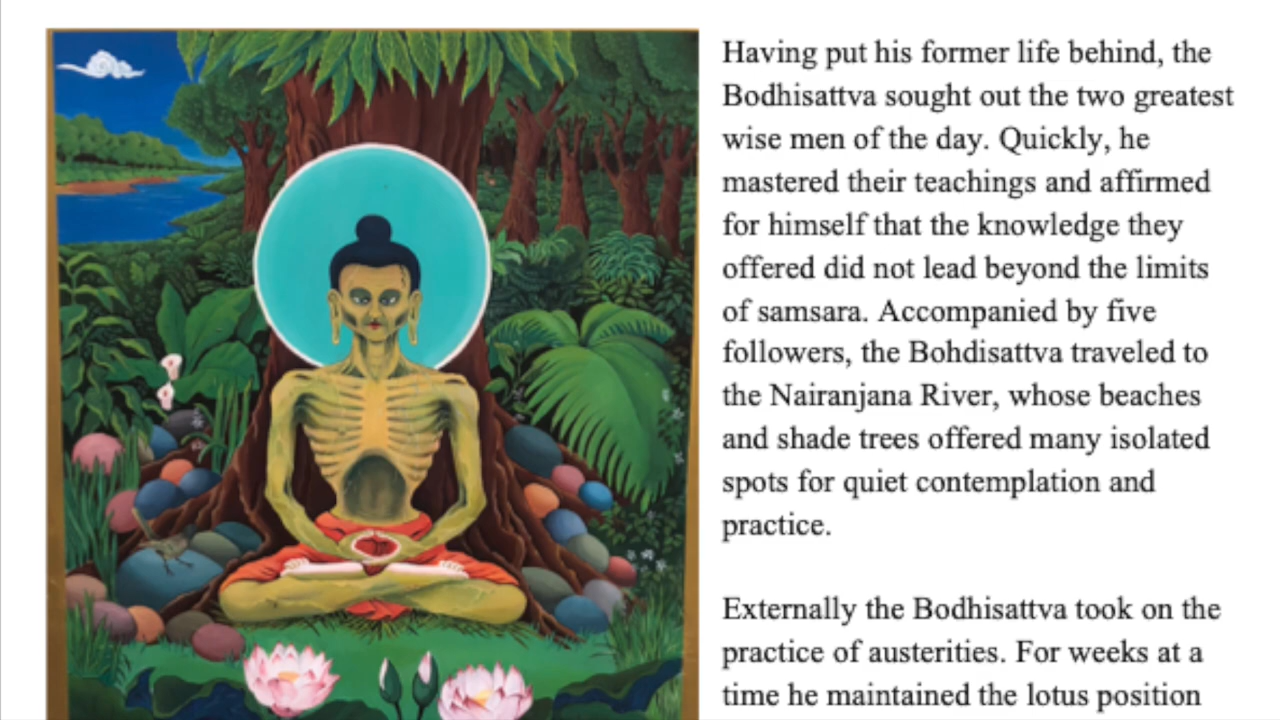 Having put his former life behind, the
Bodhisattva sought out the two greatest
wise men of the day. Quickly, he
mastered their teachings and affirmed
for himself that the knowledge they
offered did not lead beyond the limits
of samsara. Accompanied by five
followers, the Bohdisattva traveled to
the Nairanjana River, whose beaches
and shade trees offered many isolated
spots for quiet contemplation and
practice.
Externally the Bodhisattva took on the
practice of austerities. For weeks at a
time he maintained the lotus position